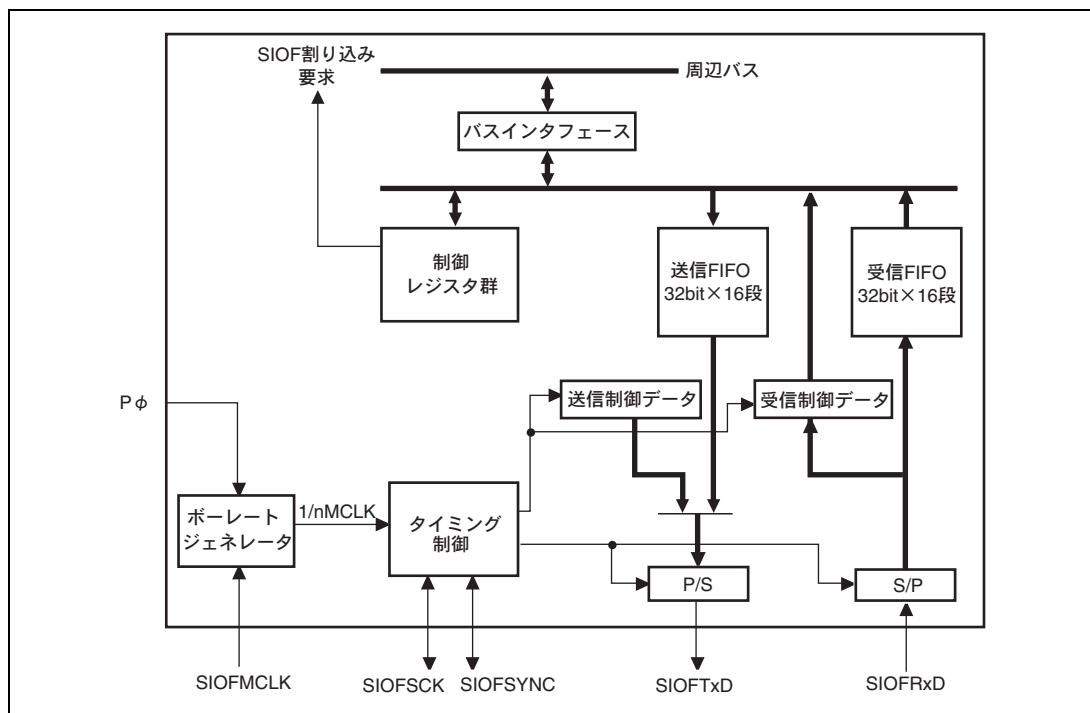 SIOF割り込み
要求
周辺バス
バスインタフェース
制御
レジスタ群
送信FIFO
32bit×16段
受信FIFO
32bit×16段
送信制御データ
受信制御データ
Pφ
ボーレート
ジェネレータ
1/nMCLK
タイミング
制御
P/S
S/P
SIOFMCLK
SIOFSCK
SIOFSYNC
SIOFTxD
SIOFRxD